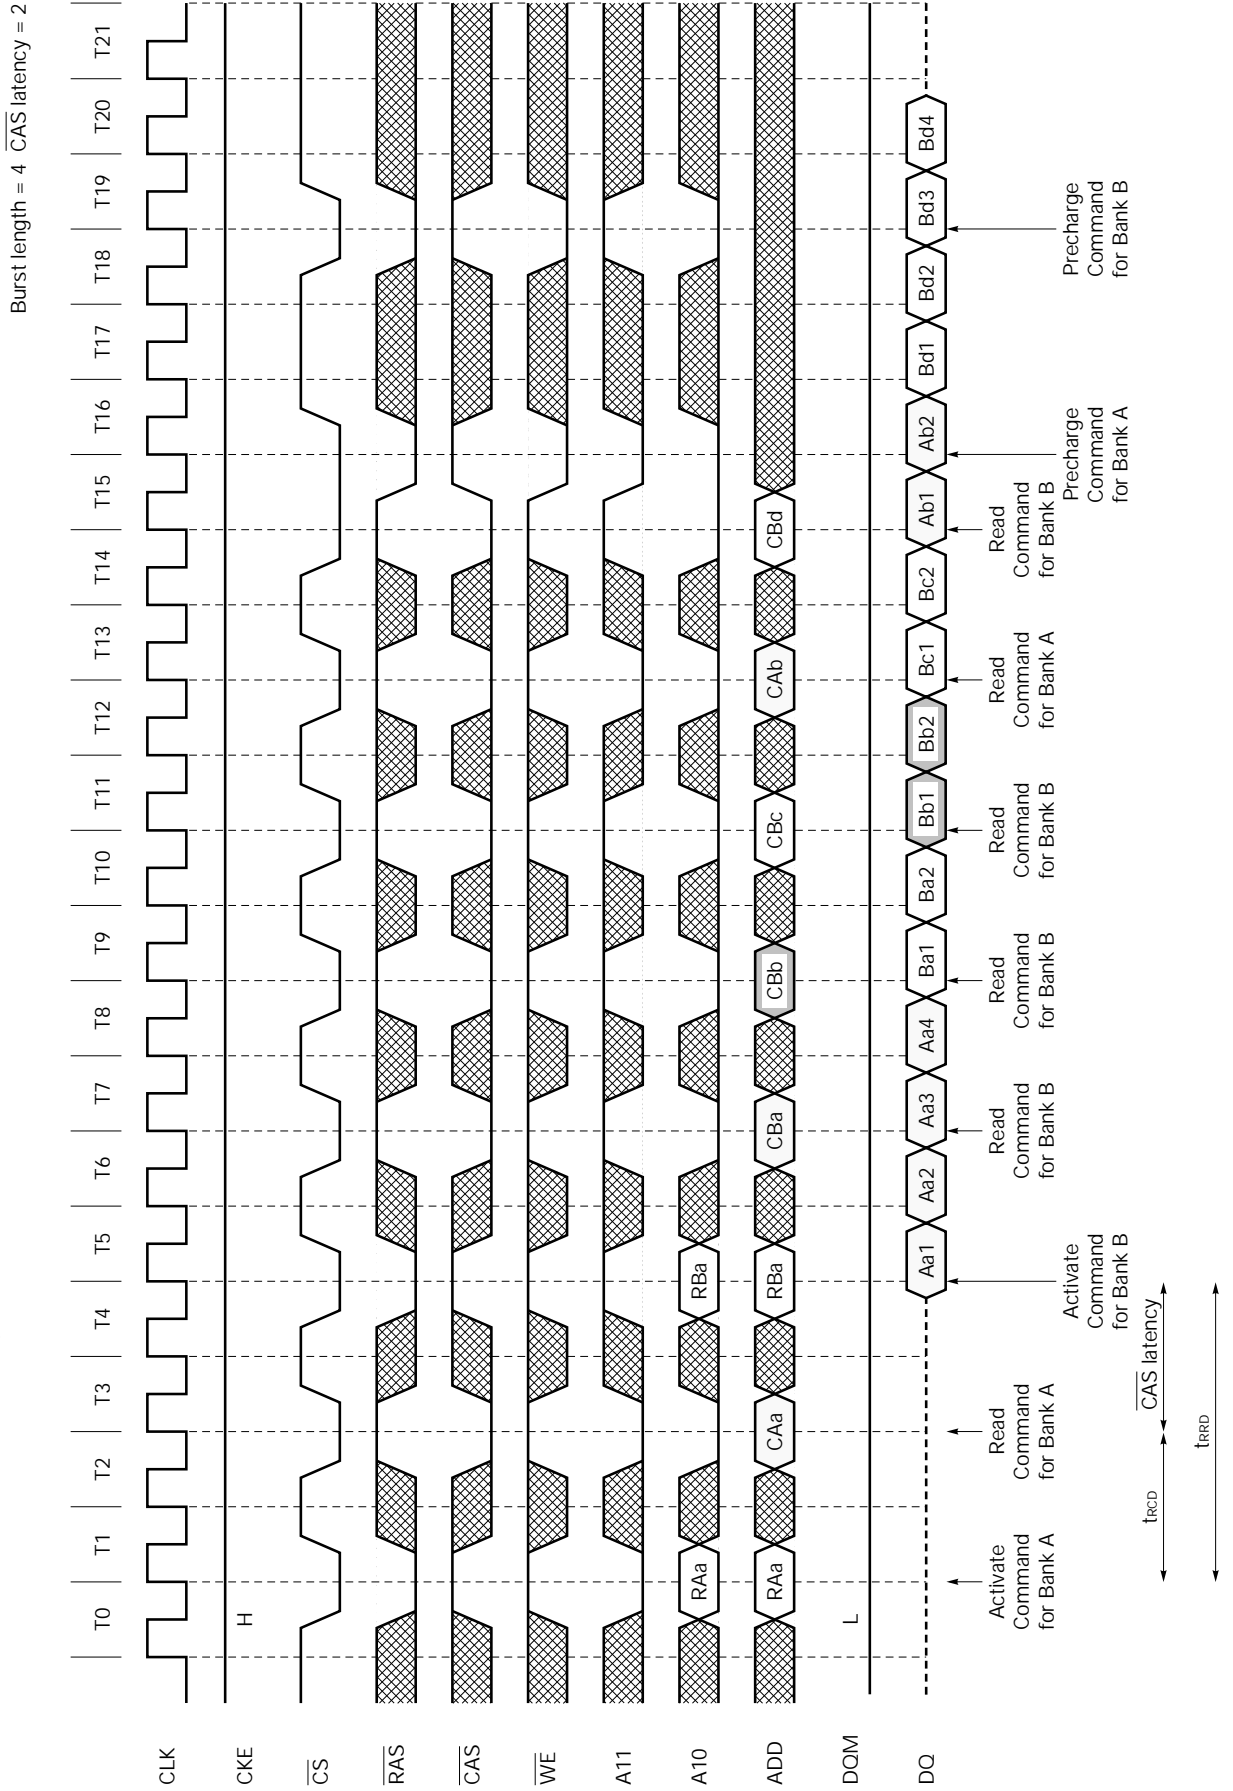 Burst length = 4 CAS latency = 2
T0 T1 T2 T3 T4 T5 T6 T7 T8 T9 T10 T11 T12 T13 T14 T15 T16 T17 T18 T19 T20 T21
CLK
CKE H
CS
RAS
CAS
WE
A11
A10 RAa RBa
ADD RAa CAa RBa CBa CBb CBc CAb CBd
DQM L
DQ Aa1 Aa2 Aa3 Aa4 Ba1 Ba2 Bb1 Bb2 Bc1 Bc2 Ab1 Ab2 Bd1 Bd2 Bd3 Bd4
Activate
Command
for Bank A
Read
Command
for Bank A
Activate
Command
for Bank B
Read
Command
for Bank B
Read
Command
for Bank B
Read
Command
for Bank B
Read
Command
for Bank A
Read
Command
for Bank B
Precharge
Command
for Bank A
Precharge
Command
for Bank B
tRCD
CAS latency
tRRD